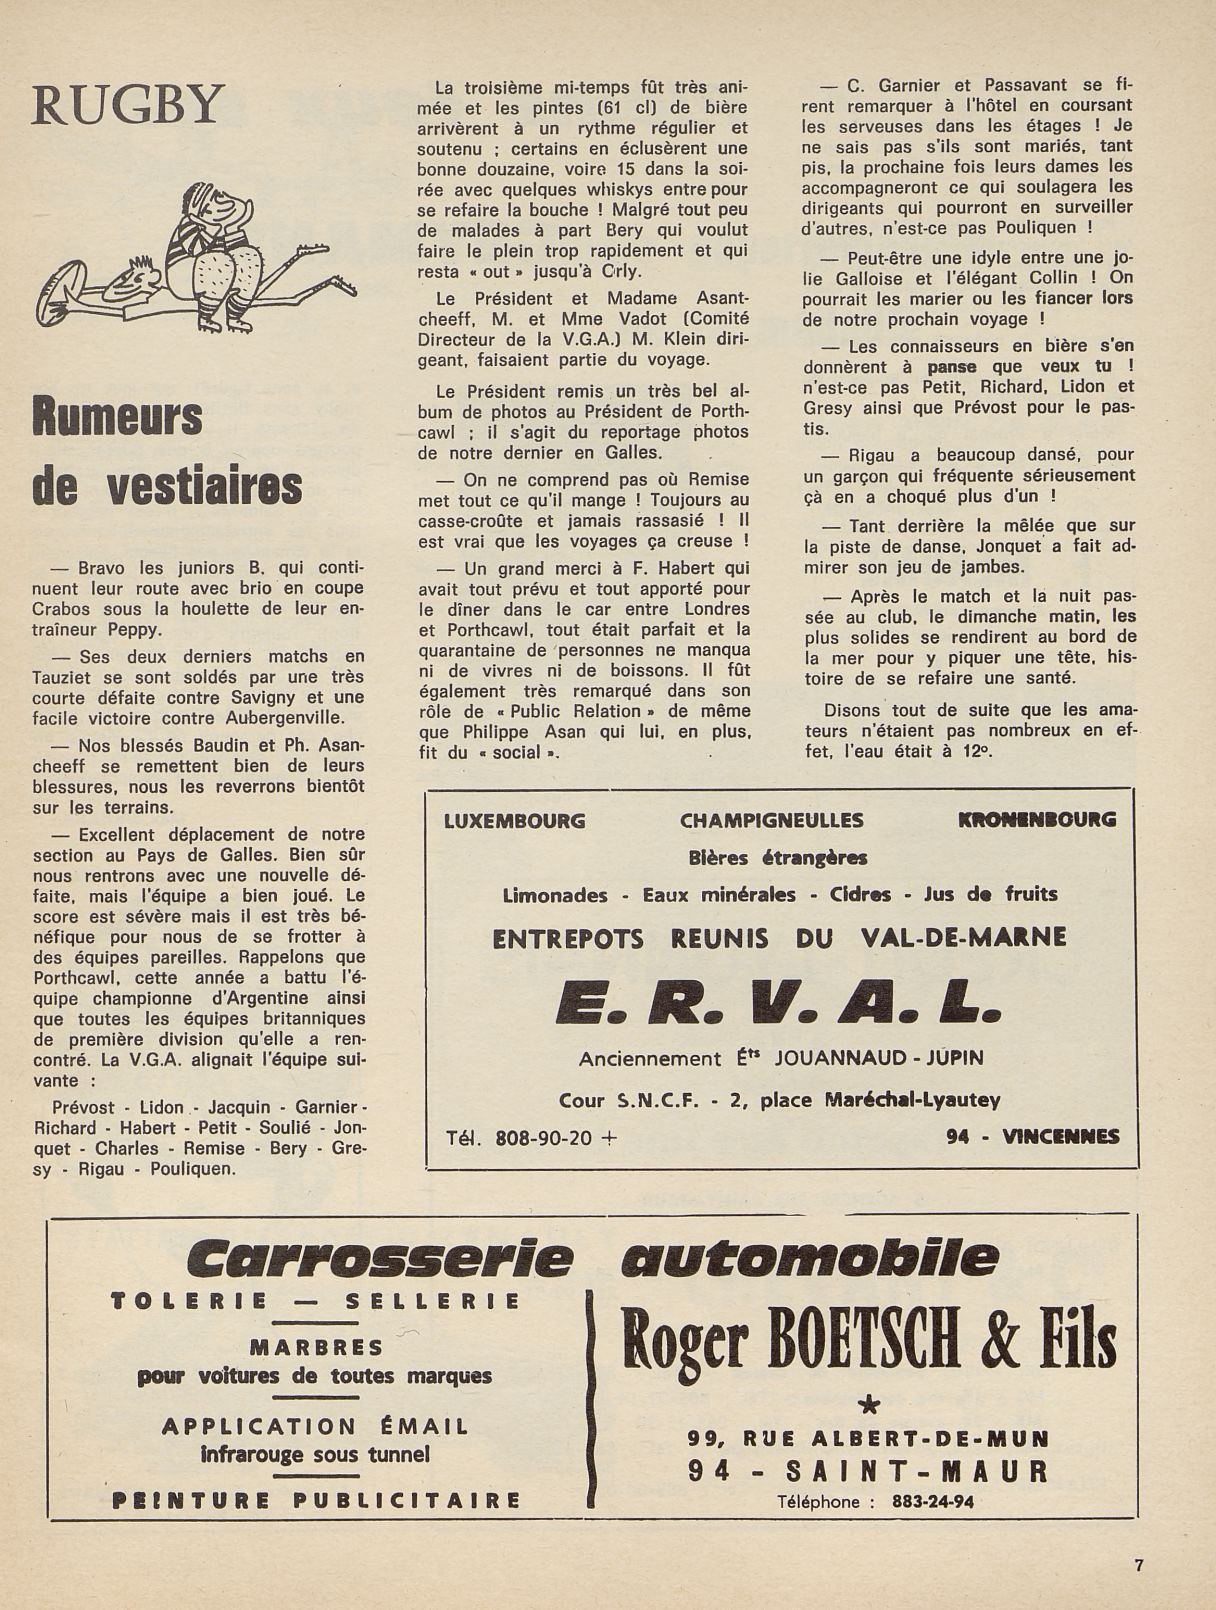 RUGBY
Rumeurs
de vestiaires
— Bravo les juniors B. qui conti-
nuent leur route avec brio en coupe
Crabos sous la houlette de leur en-
traîneur Peppy.
— Ses deux derniers matchs en
Tauziet se sont soldés par une très
courte défaite contre Savigny et une
facile victoire contre Aubergenville.
— Nos blessés Baudin et Ph. Asan-
cheeff se remettent bien de leurs
blessures, nous les reverrons bientôt
sur les terrains.
— Excellent déplacement de notre
section au Pays de Galles. Bien sûr
nous rentrons avec une nouvelle dé-
faite, mais l'équipe a bien joué. Le
score est sévère mais il est très bé-
néfique pour nous de se frotter à
des équipes pareilles. Rappelons que
Porthcawl, cette année a battu l'é-
quipe championne d'Argentine ainsi
que toutes les équipes britanniques
de première division qu'elle a ren-
contré. La V.G.A. alignait l'équipe sui-
vante :
Prévost - Lidon - Jacquin - Garnier -
Richard - Habert - Petit - Soulié - Jon-
quet - Charles - Remise - Bery - Gre-
sy - Rigau - Pouliquen.
La troisième mi-temps fût très ani-
mée et les pintes (61 cl) de bière
arrivèrent à un rythme régulier et
soutenu ; certains en éclusèrent une
bonne douzaine, voire 15 dans la soi-
rée avec quelques whiskys entre pour
se refaire la bouche ! Malgré tout peu
de malades à part Bery qui voulut
faire le plein trop rapidement et qui
resta « out » jusqu'à Orly.
Le Président et Madame Asant-
cheeff, M. et Mme Vadot (Comité
Directeur de la V.G.A.) M. Klein diri-
geant, faisaient partie du voyage.
Le Président remis un très bel al-
bum de photos au Président de Porth-
cawl ; il s'agit du reportage photos
de notre dernier en Galles.
— On ne comprend pas où Remise
met tout ce qu'il mange ! Toujours au
casse-croûte et jamais rassasié ! Il
est vrai que les voyages ça creuse !
— Un grand merci à F. Habert qui
avait tout prévu et tout apporté pour
le dîner dans le car entre Londres
et Porthcawl, tout était parfait et la
quarantaine de personnes ne manqua
ni de vivres ni de boissons. Il fût
également très remarqué dans son
rôle de « Public Relation » de même
que Philippe Asan qui lui, en plus,
fit du « social ».
— C. Garnier et Passavant se fi-
rent remarquer à l'hôtel en coursant
les serveuses dans les étages ! Je
ne sais pas s'ils sont mariés, tant
pis, la prochaine fois leurs dames les
accompagneront ce qui soulagera les
dirigeants qui pourront en surveiller
d'autres, n'est-ce pas Pouliquen !
— Peut-être une idyle entre une jo-
lie Galloise et l'élégant Collin ! On
pourrait les marier ou les fiancer lors
de notre prochain voyage !
— Les connaisseurs en bière s'en
donnèrent à panse que veux tu !
n'est-ce pas Petit, Richard, Lidon et
Gresy ainsi que Prévost pour le pas-
tis.
— Rigau a beaucoup dansé, pour
un garçon qui fréquente sérieusement
çà en a choqué plus d'un !
— Tant derrière la mêlée que sur
la piste de danse, Jonquet a fait ad-
mirer son jeu de jambes.
— Après le match et la nuit pas-
sée au club, le dimanche matin, les
plus solides se rendirent au bord de
la mer pour y piquer une tête, his-
toire de se refaire une santé.
Disons tout de suite que les ama-
teurs n'étaient pas nombreux en ef-
fet, l'eau était à 12°.
LUXEMBOURG CHAMPIGNEULLES KRONENBOURG
Bières étrangères
Limonades - Eaux minérales - Cidres - Jus de fruits
ENTREPOTS REUNIS DU VAL-DE-MARNE
E. R. V. A. L.
Anciennement Éts JOUANNAUD - JUPIN
Cour S.N.C.F. - 2, place Maréchal-Lyautey
Tél. 808-90-20 + 94 - VINCENNES
Carrosserie automobile
TOLERIE — SELLERIE
MARBRES
pour voitures de toutes marques
APPLICATION ÉMAIL
infrarouge sous tunnel
PEINTURE PUBLICITAIRE
Roger BOETSCH & Fils
★
99, RUE ALBERT-DE-MUN
94 - SAINT-MAUR
Téléphone : 883-24-94
7